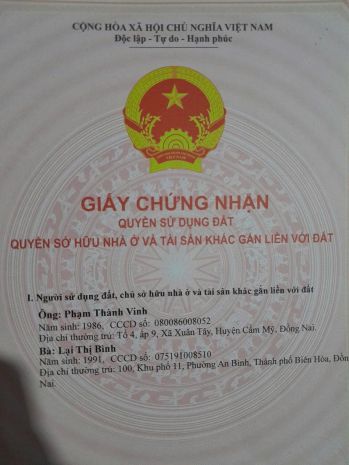 CỘNG HÒA XÃ HỘI CHỦ NGHĨA VIỆT NAM
Độc lập - Tự do - Hạnh phúc
VIỆT NAM
GIẤY CHỨNG NHẬN
QUYỀN SỬ DỤNG ĐẤT
QUYỀN SỞ HỮU NHÀ Ở VÀ TÀI SẢN KHÁC GẮN LIỀN VỚI ĐẤT
I. Người sử dụng đất, chủ sở hữu nhà ở và tài sản khác gắn liền với đất
Ông: Phạm Thành Vinh
Năm sinh: 1986, CCCD số: 080086008052
Địa chỉ thường trú: Tổ 4, ấp 9, Xã Xuân Tây, Huyện Cẩm Mỹ, Đồng Nai.
Bà: Lại Thị Bình
Năm sinh: 1991, CCCD số: 075191008510
Địa chỉ thường trú: 100, Khu phố 11, Phường An Bình, Thành phố Biên Hòa, Đồng
Nai.